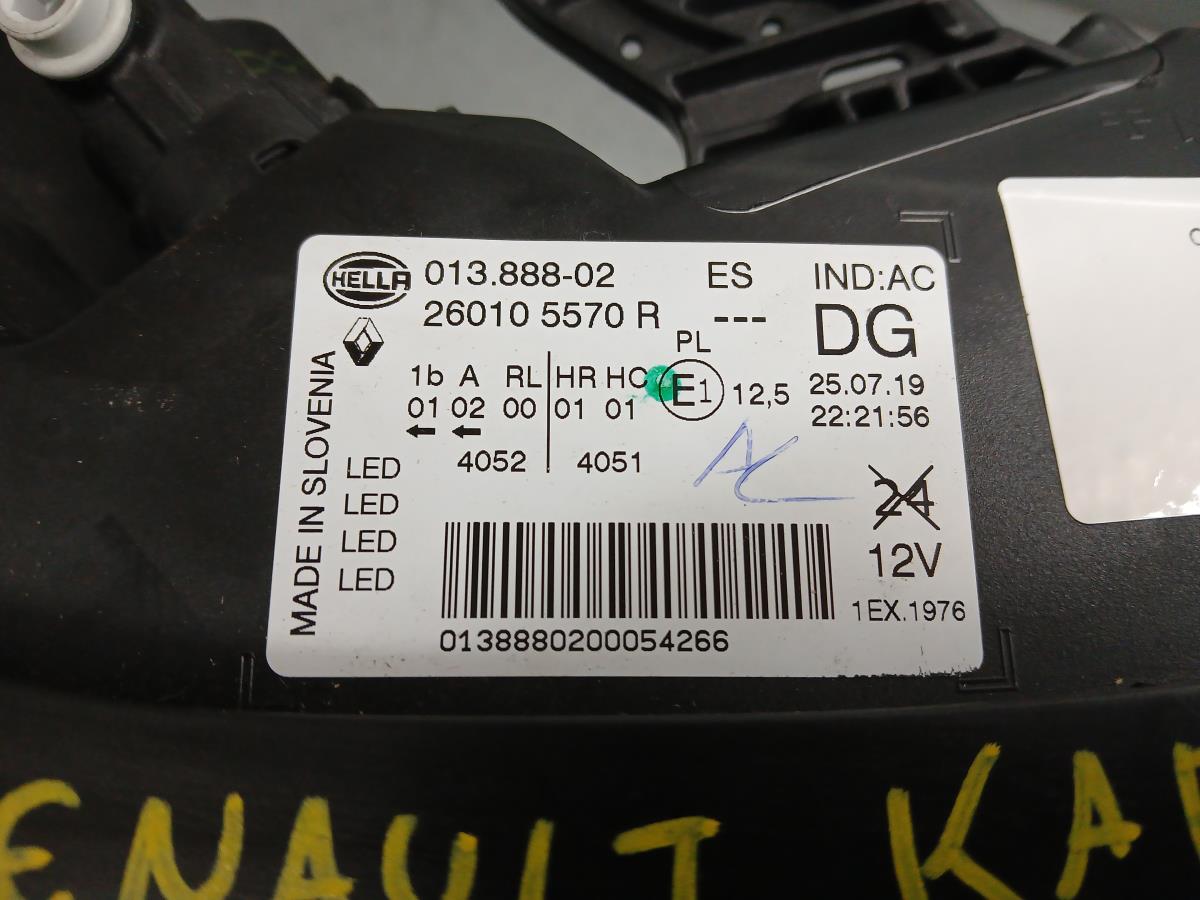 HELLA 013.888-02 ES IND:AC
26010 5570 R --- DG
PL
1b A RL HR HC E1 12,5 25.07.19
01 02 00 01 01 22:21:56
4052 4051 AC
LED
LED
LED
LED
24
12V
MADE IN SLOVENIA
1EX.1976
0138880200054266
ENAULT KA